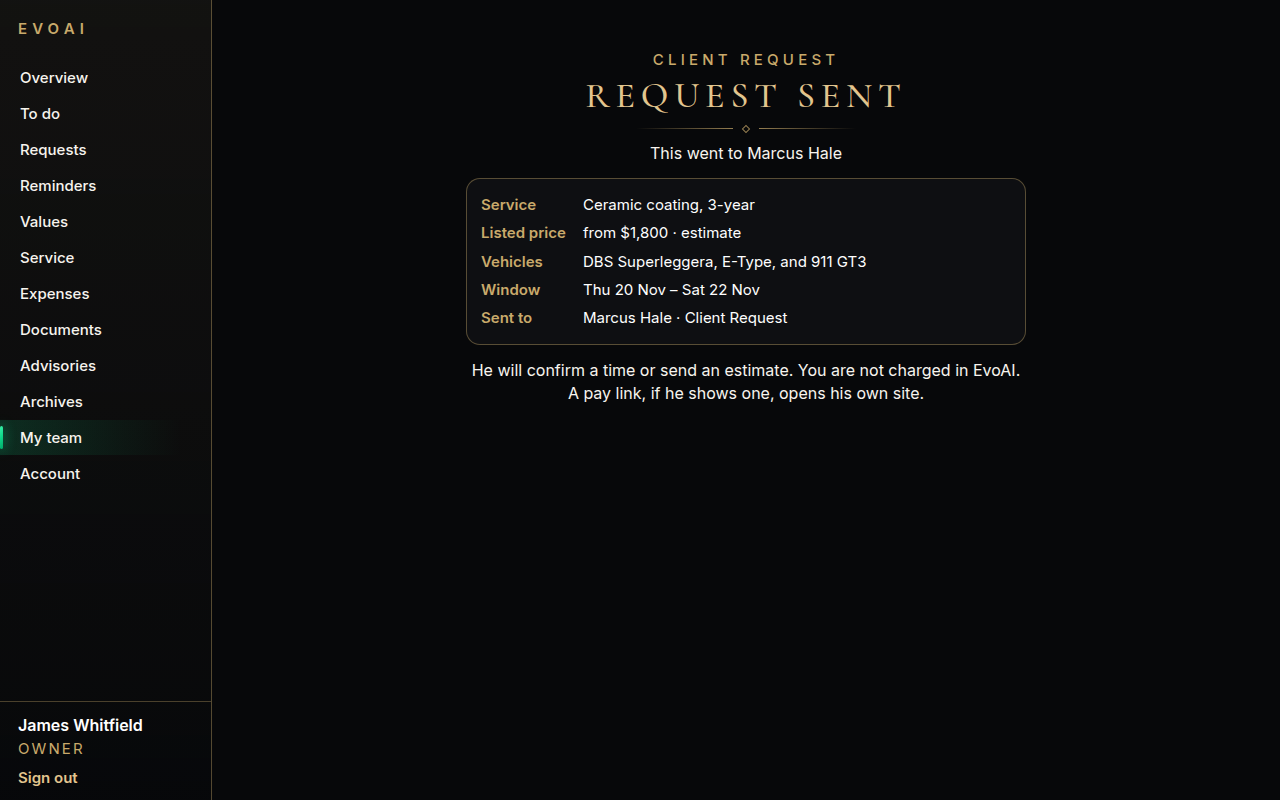 EVOAI
Overview
To do
Requests
Reminders
Values
Service
Expenses
Documents
Advisories
Archives
My team
Account
James Whitfield
OWNER
Sign out
CLIENT REQUEST
REQUEST SENT
This went to Marcus Hale
Service Ceramic coating, 3-year
Listed price from $1,800 · estimate
Vehicles DBS Superleggera, E-Type, and 911 GT3
Window Thu 20 Nov – Sat 22 Nov
Sent to Marcus Hale · Client Request
He will confirm a time or send an estimate. You are not charged in EvoAI.
A pay link, if he shows one, opens his own site.